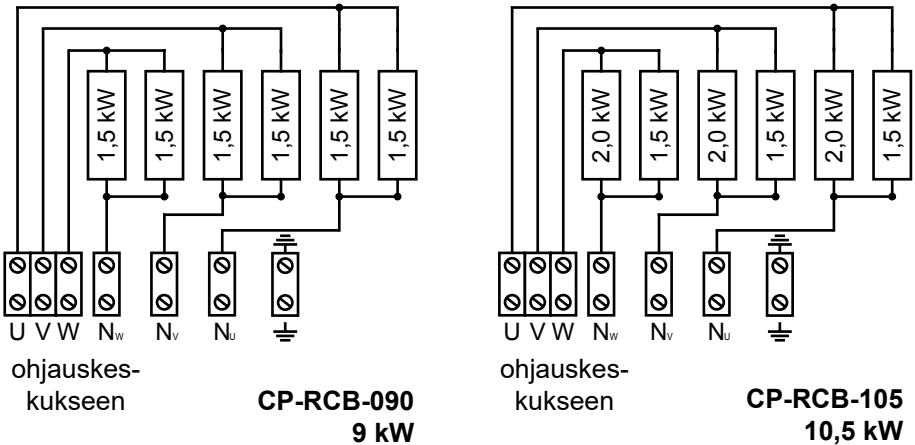 1,5 kW 1,5 kW 1,5 kW 1,5 kW 1,5 kW 1,5 kW
U V W NW NV NU
ohjauskes-
kukseen
CP-RCB-090
9 kW
2,0 kW 1,5 kW 2,0 kW 1,5 kW 2,0 kW 1,5 kW
U V W NW NV NU
ohjauskes-
kukseen
CP-RCB-105
10,5 kW